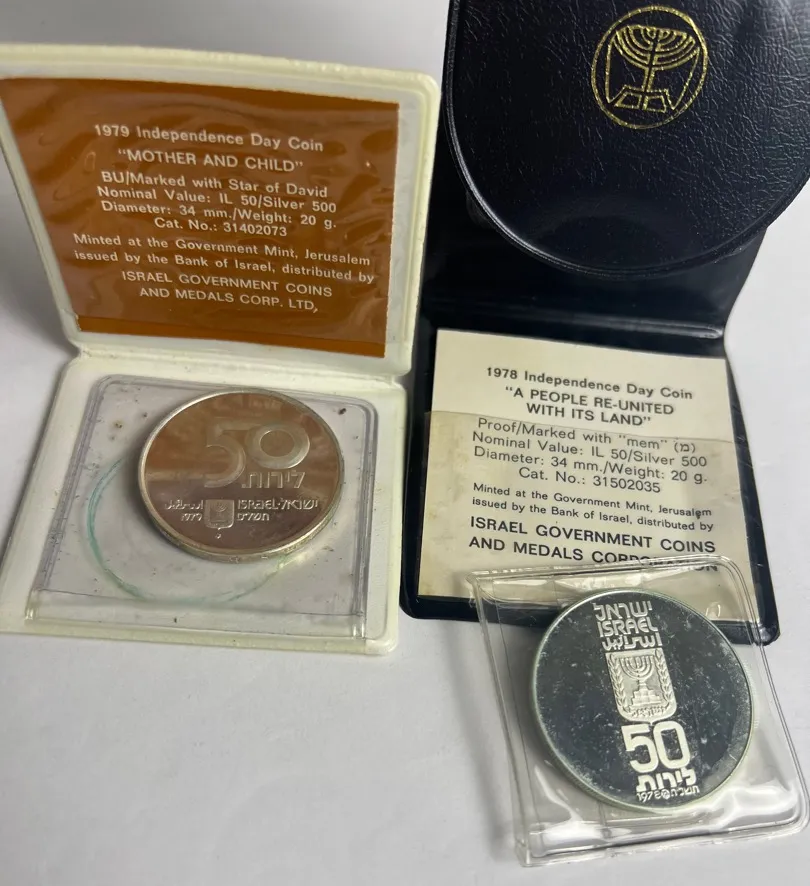 1979 Independence Day Coin
"MOTHER AND CHILD"
BU/Marked with Star of David
Nominal Value: IL 50/Silver 500
Diameter: 34 mm./Weight: 20 g.
Cat. No.: 31402073
Minted at the Government Mint, Jerusalem
issued by the Bank of Israel, distributed by
ISRAEL GOVERNMENT COINS
AND MEDALS CORP. LTD,
50
לירות
ישראל·ISRAEL
1979
תשל"ט
1978 Independence Day Coin
"A PEOPLE RE-UNITED
WITH ITS LAND"
Proof/Marked with "mem" (מ)
Nominal Value: IL 50/Silver 500
Diameter: 34 mm./Weight: 20 g.
Cat. No.: 31502035
Minted at the Government Mint, Jerusalem
issued by the Bank of Israel, distributed by
ISRAEL GOVERNMENT COINS
AND MEDALS CORPORATION
ישראל
ISRAEL
اسرائيل
50
לירות
1978 תשל"ח